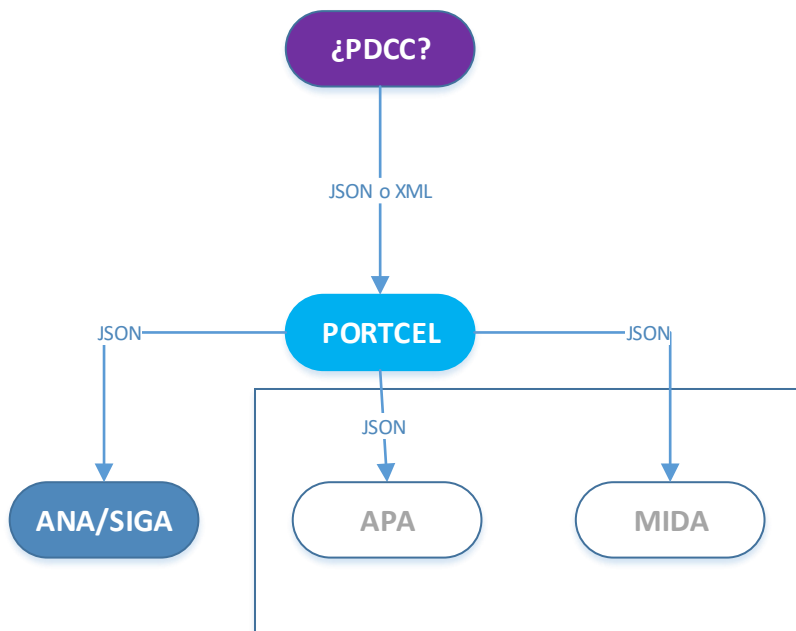 ¿PDCC?
JSON o XML
PORTCEL
JSON
JSON
JSON
ANA/SIGA
APA
MIDA